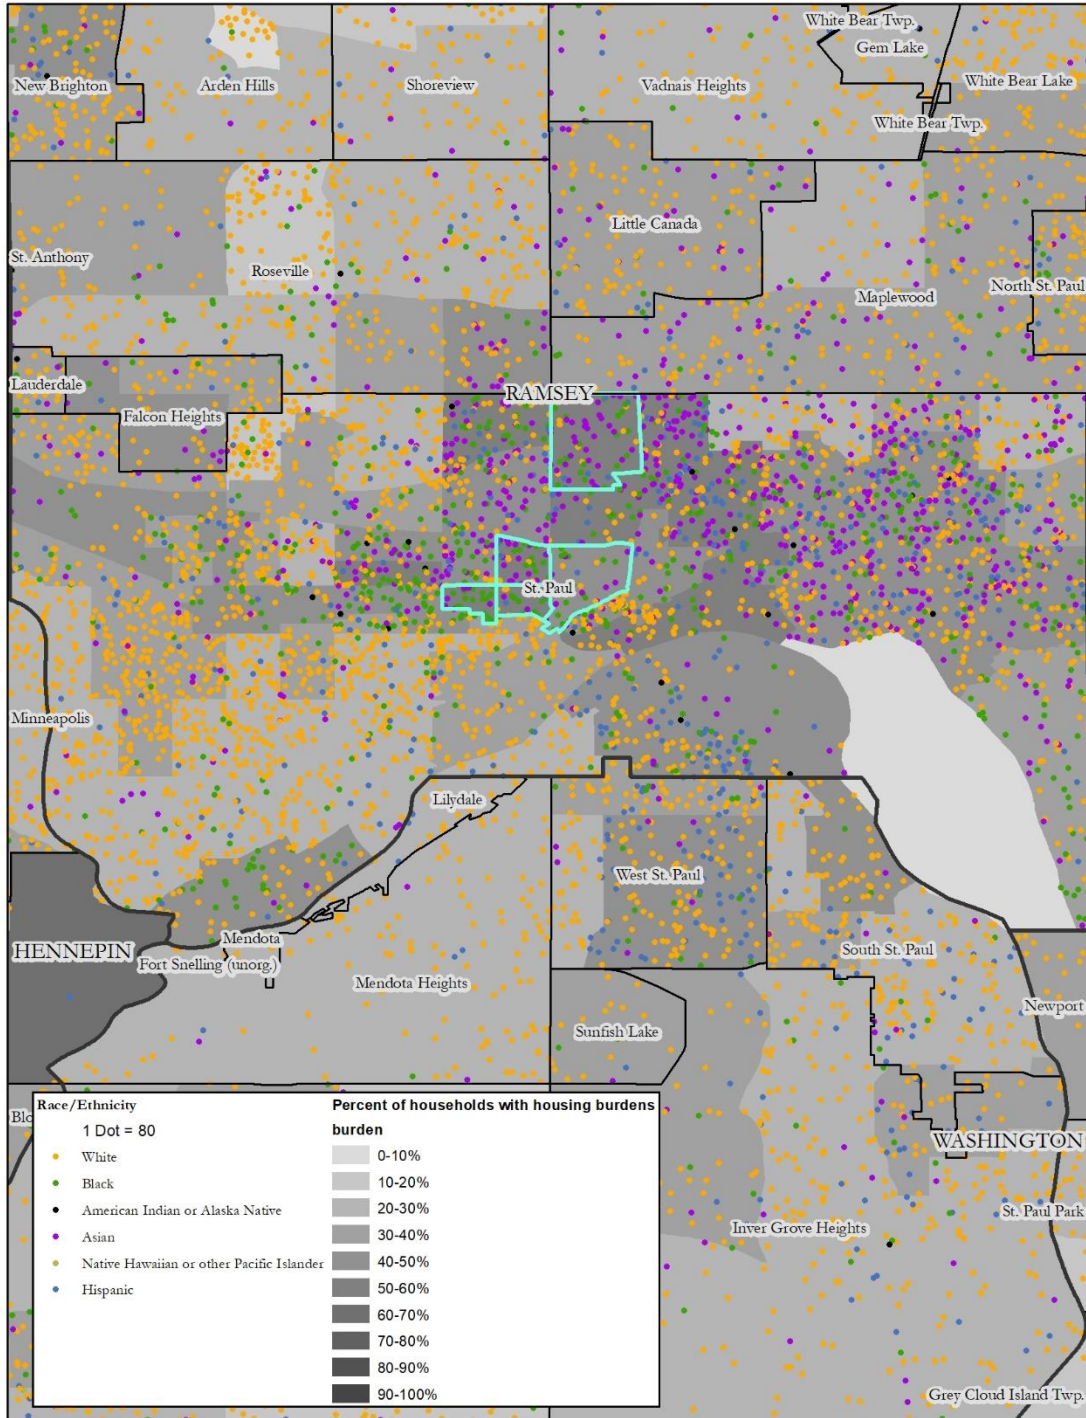 White Bear Twp.
Gem Lake
New Brighton
Arden Hills
Shoreview
Vadnais Heights
White Bear Lake
White Bear Twp.
Little Canada
St. Anthony
Roseville
Maplewood
North St. Paul
Lauderdale
RAMSEY
Falcon Heights
St. Paul
Minneapolis
Lilydale
West St. Paul
HENNEPIN
Mendota
South St. Paul
Fort Snelling (unorg.)
Mendota Heights
Newport
Sunfish Lake
Blo
WASHINGTON
St. Paul Park
Inver Grove Heights
Grey Cloud Island Twp.
Race/Ethnicity
1 Dot = 80
White
Black
American Indian or Alaska Native
Asian
Native Hawaiian or other Pacific Islander
Hispanic
Percent of households with housing burdens
burden
0-10%
10-20%
20-30%
30-40%
40-50%
50-60%
60-70%
70-80%
80-90%
90-100%